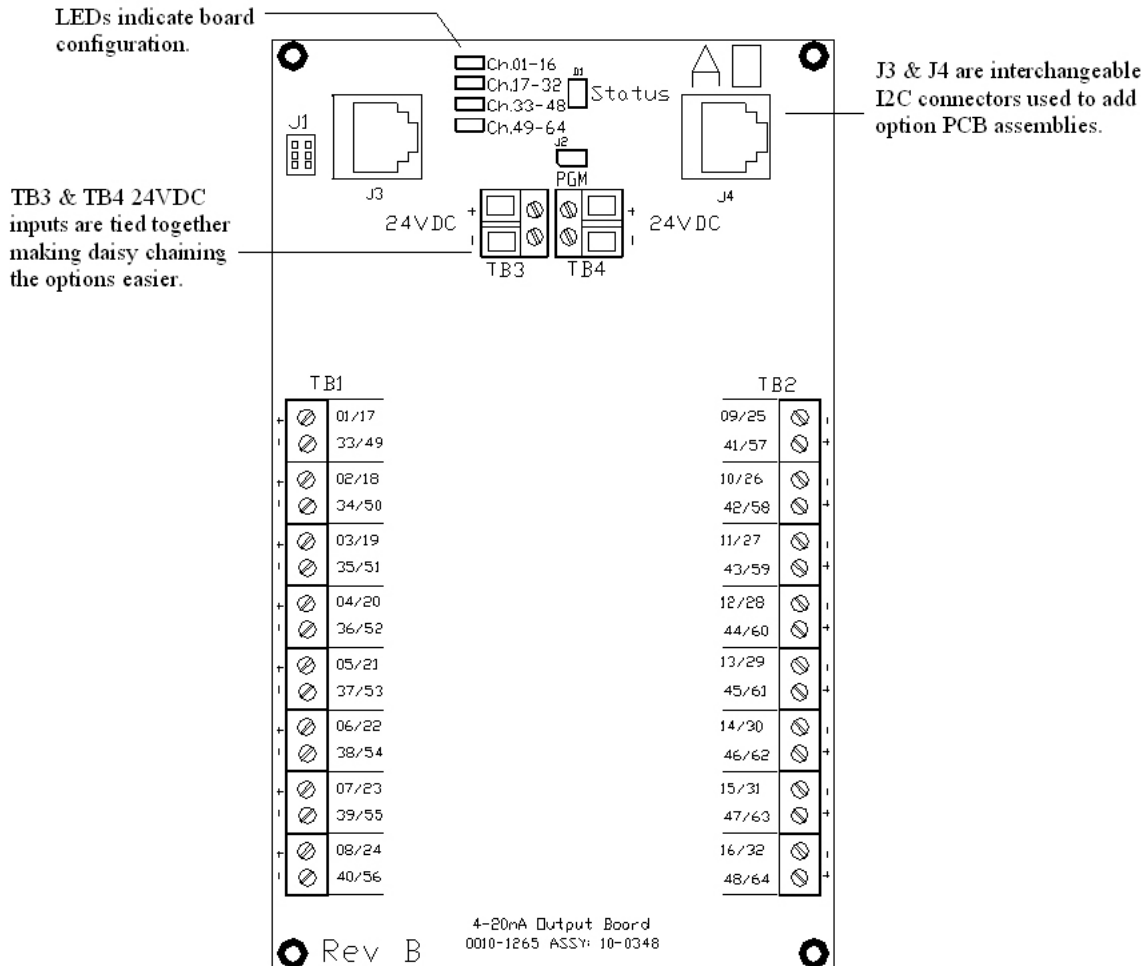 LEDs indicate board
configuration.
Ch.01-16
Ch.17-32
Ch.33-48
Ch.49-64
D1
Status
J3 & J4 are interchangeable
I2C connectors used to add
option PCB assemblies.
J1
J3
J2
PGM
J4
TB3 & TB4 24VDC
inputs are tied together
making daisy chaining
the options easier.
+ 24VDC -
TB3
TB4
+ 24VDC -
TB1
+ 01/17
- 33/49
+ 02/18
- 34/50
+ 03/19
- 35/51
+ 04/20
- 36/52
+ 05/21
- 37/53
+ 06/22
- 38/54
+ 07/23
- 39/55
+ 08/24
- 40/56
TB2
09/25 -
41/57 +
10/26 -
42/58 +
11/27 -
43/59 +
12/28 -
44/60 +
13/29 -
45/61 +
14/30 -
46/62 +
15/31 -
47/63 +
16/32 -
48/64 +
4-20mA Output Board
0010-1265 ASSY: 10-0348
Rev B